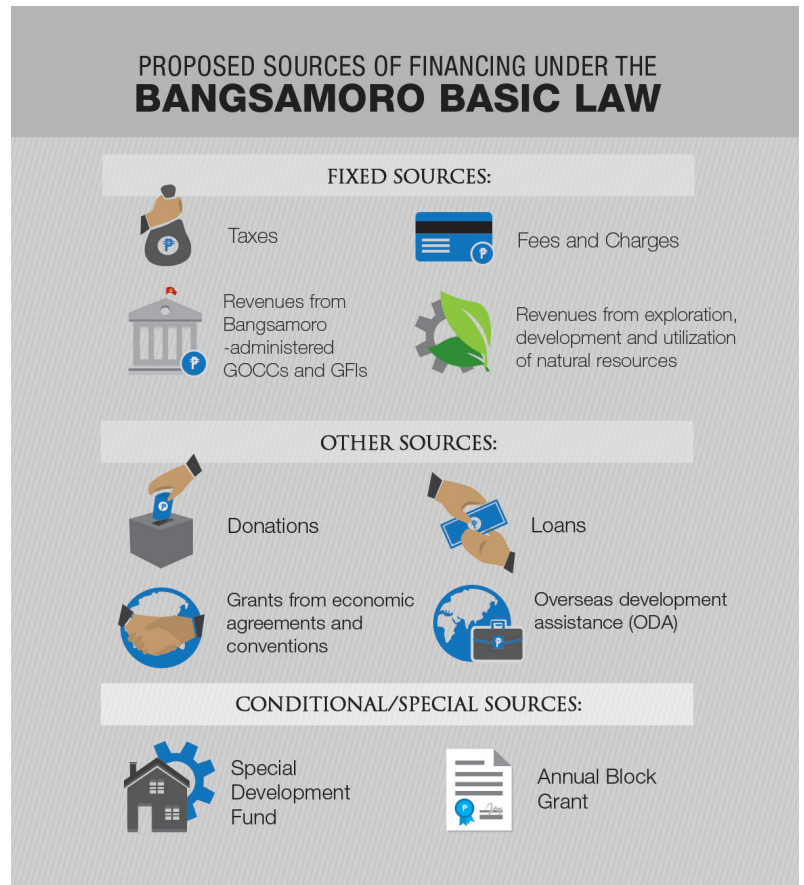 PROPOSED SOURCES OF FINANCING UNDER THE
BANGSAMORO BASIC LAW
FIXED SOURCES:
Taxes
Fees and Charges
Revenues from
Bangsamoro
-administered
GOCCs and GFIs
Revenues from exploration,
development and utilization
of natural resources
OTHER SOURCES:
Donations
Loans
Grants from economic
agreements and
conventions
Overseas development
assistance (ODA)
CONDITIONAL/SPECIAL SOURCES:
Special
Development
Fund
Annual Block
Grant